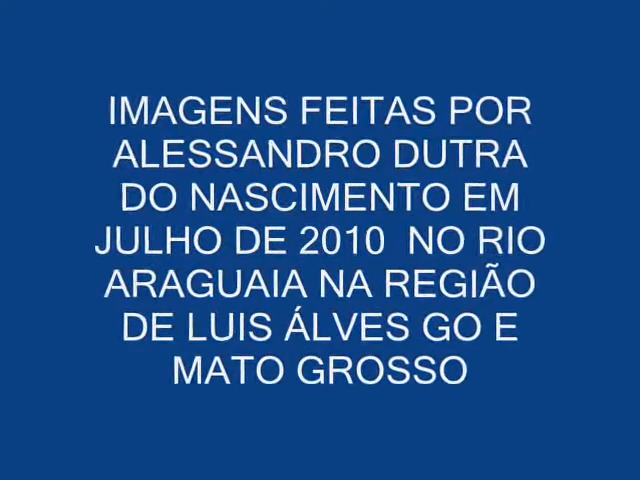 IMAGENS FEITAS POR
ALESSANDRO DUTRA
DO NASCIMENTO EM
JULHO DE 2010  NO RIO
ARAGUAIA NA REGIÃO
DE LUIS ÁLVES GO E
MATO GROSSO